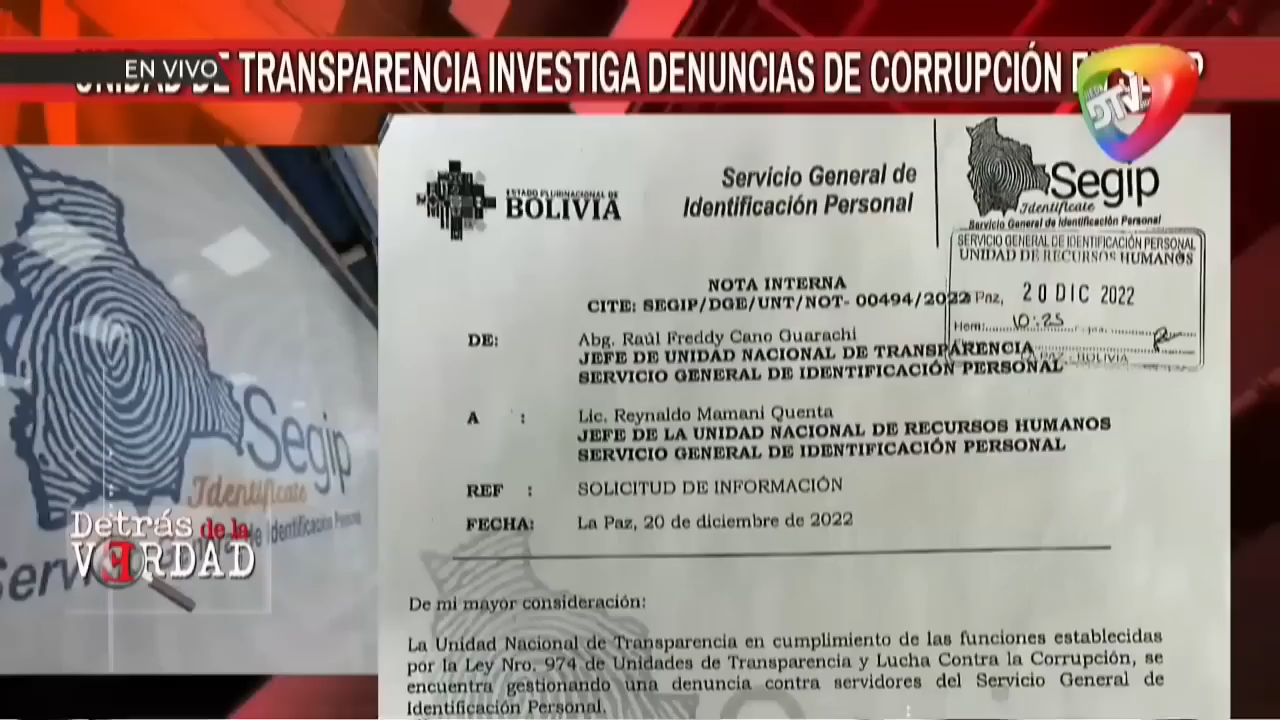 EN VIVO
UNIDAD DE TRANSPARENCIA INVESTIGA DENUNCIAS DE CORRUPCIÓN
DTV
Segip
Identifícate
de Identificación Personal
Detrás de la
VERDAD
ESTADO PLURINACIONAL DE
BOLIVIA
Servicio General de
Identificación Personal
Segip
Identifícate
Servicio General de Identificación Personal
SERVICIO GENERAL DE IDENTIFICACIÓN PERSONAL
UNIDAD DE RECURSOS HUMANOS
Paz, 20 DIC 2022
10:25
LA PAZ - BOLIVIA
NOTA INTERNA
CITE: SEGIP/DGE/UNT/NOT- 00494/2022
DE: Abg. Raúl Freddy Cano Guarachi
JEFE DE UNIDAD NACIONAL DE TRANSPARENCIA
SERVICIO GENERAL DE IDENTIFICACIÓN PERSONAL
A : Lic. Reynaldo Mamani Quenta
JEFE DE LA UNIDAD NACIONAL DE RECURSOS HUMANOS
SERVICIO GENERAL DE IDENTIFICACIÓN PERSONAL
REF : SOLICITUD DE INFORMACIÓN
FECHA: La Paz, 20 de diciembre de 2022
De mi mayor consideración:
La Unidad Nacional de Transparencia en cumplimiento de las funciones establecidas
por la Ley Nro. 974 de Unidades de Transparencia y Lucha Contra la Corrupción, se
encuentra gestionando una denuncia contra servidores del Servicio General de
Identificación Personal.